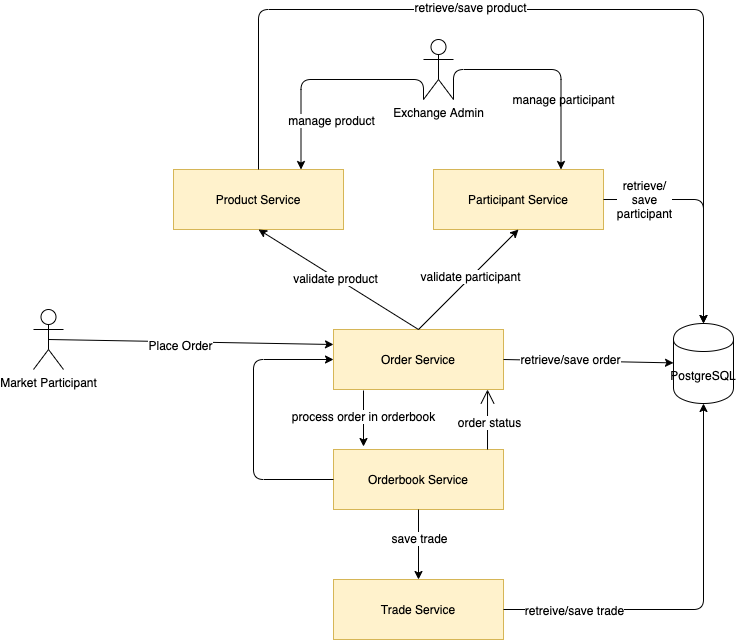 retrieve/save product
manage participant
Exchange Admin
manage product
Product Service
Participant Service
retrieve/
save
participant
validate product
validate participant
Place Order
Market Participant
Order Service
retrieve/save order
PostgreSQL
process order in orderbook
order status
Orderbook Service
save trade
Trade Service
retreive/save trade